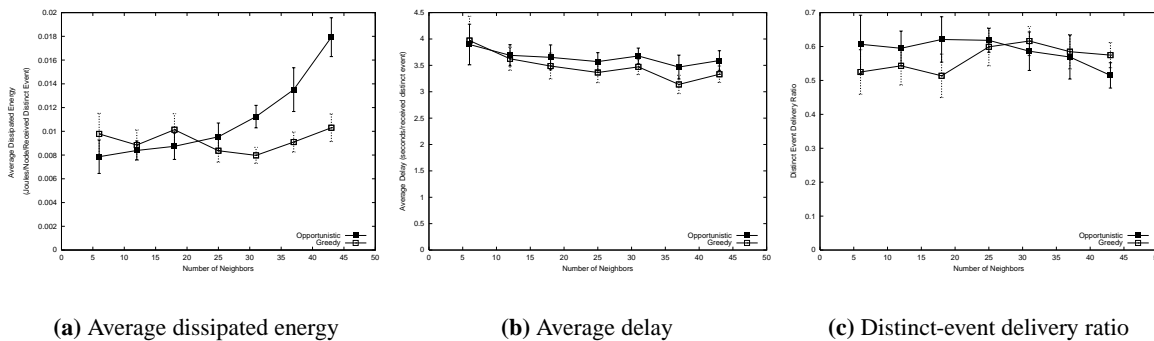 0.02
0.018
0.016
0.014
0.012
0.01
0.008
0.006
0.004
0.002
0
0 5 10 15 20 25 30 35 40 45 50
Average Dissipated Energy
(Joules/Node/Received Distinct Event)
Number of Neighbors
Opportunistic
Greedy
(a) Average dissipated energy
4.5
4
3.5
3
2.5
2
1.5
1
0.5
0
0 5 10 15 20 25 30 35 40 45 50
Average Delay (seconds/received distinct event)
Number of Neighbors
Opportunistic
Greedy
(b) Average delay
0.7
0.6
0.5
0.4
0.3
0.2
0.1
0
0 5 10 15 20 25 30 35 40 45 50
Distinct Event Delivery Ratio
Number of Neighbors
Opportunistic
Greedy
(c) Distinct-event delivery ratio